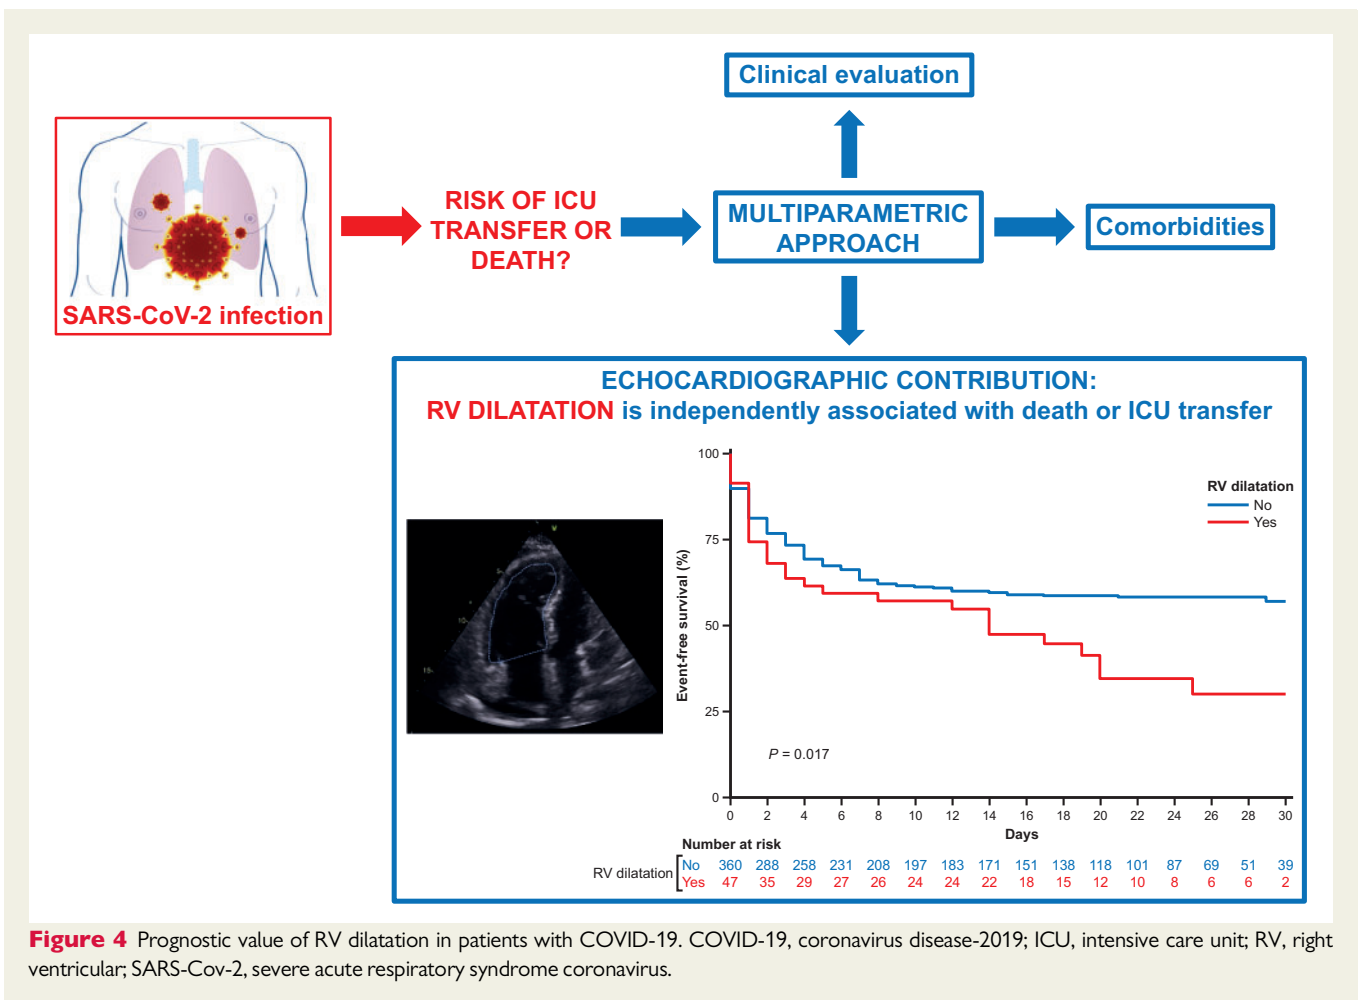 Clinical evaluation
SARS-CoV-2 infection
RISK OF ICU
TRANSFER OR
DEATH?
MULTIPARAMETRIC
APPROACH
Comorbidities
ECHOCARDIOGRAPHIC CONTRIBUTION:
RV DILATATION is independently associated with death or ICU transfer
100
75
50
25
0
Event-free survival (%)
RV dilatation
No
Yes
P = 0.017
0 2 4 6 8 10 12 14 16 18 20 22 24 26 28 30
Days
Number at risk
RV dilatation
No 360 288 258 231 208 197 183 171 151 138 118 101 87 69 51 39
Yes 47 35 29 27 26 24 24 22 18 15 12 10 8 6 6 2
Figure 4 Prognostic value of RV dilatation in patients with COVID-19. COVID-19, coronavirus disease-2019; ICU, intensive care unit; RV, right
ventricular; SARS-Cov-2, severe acute respiratory syndrome coronavirus.